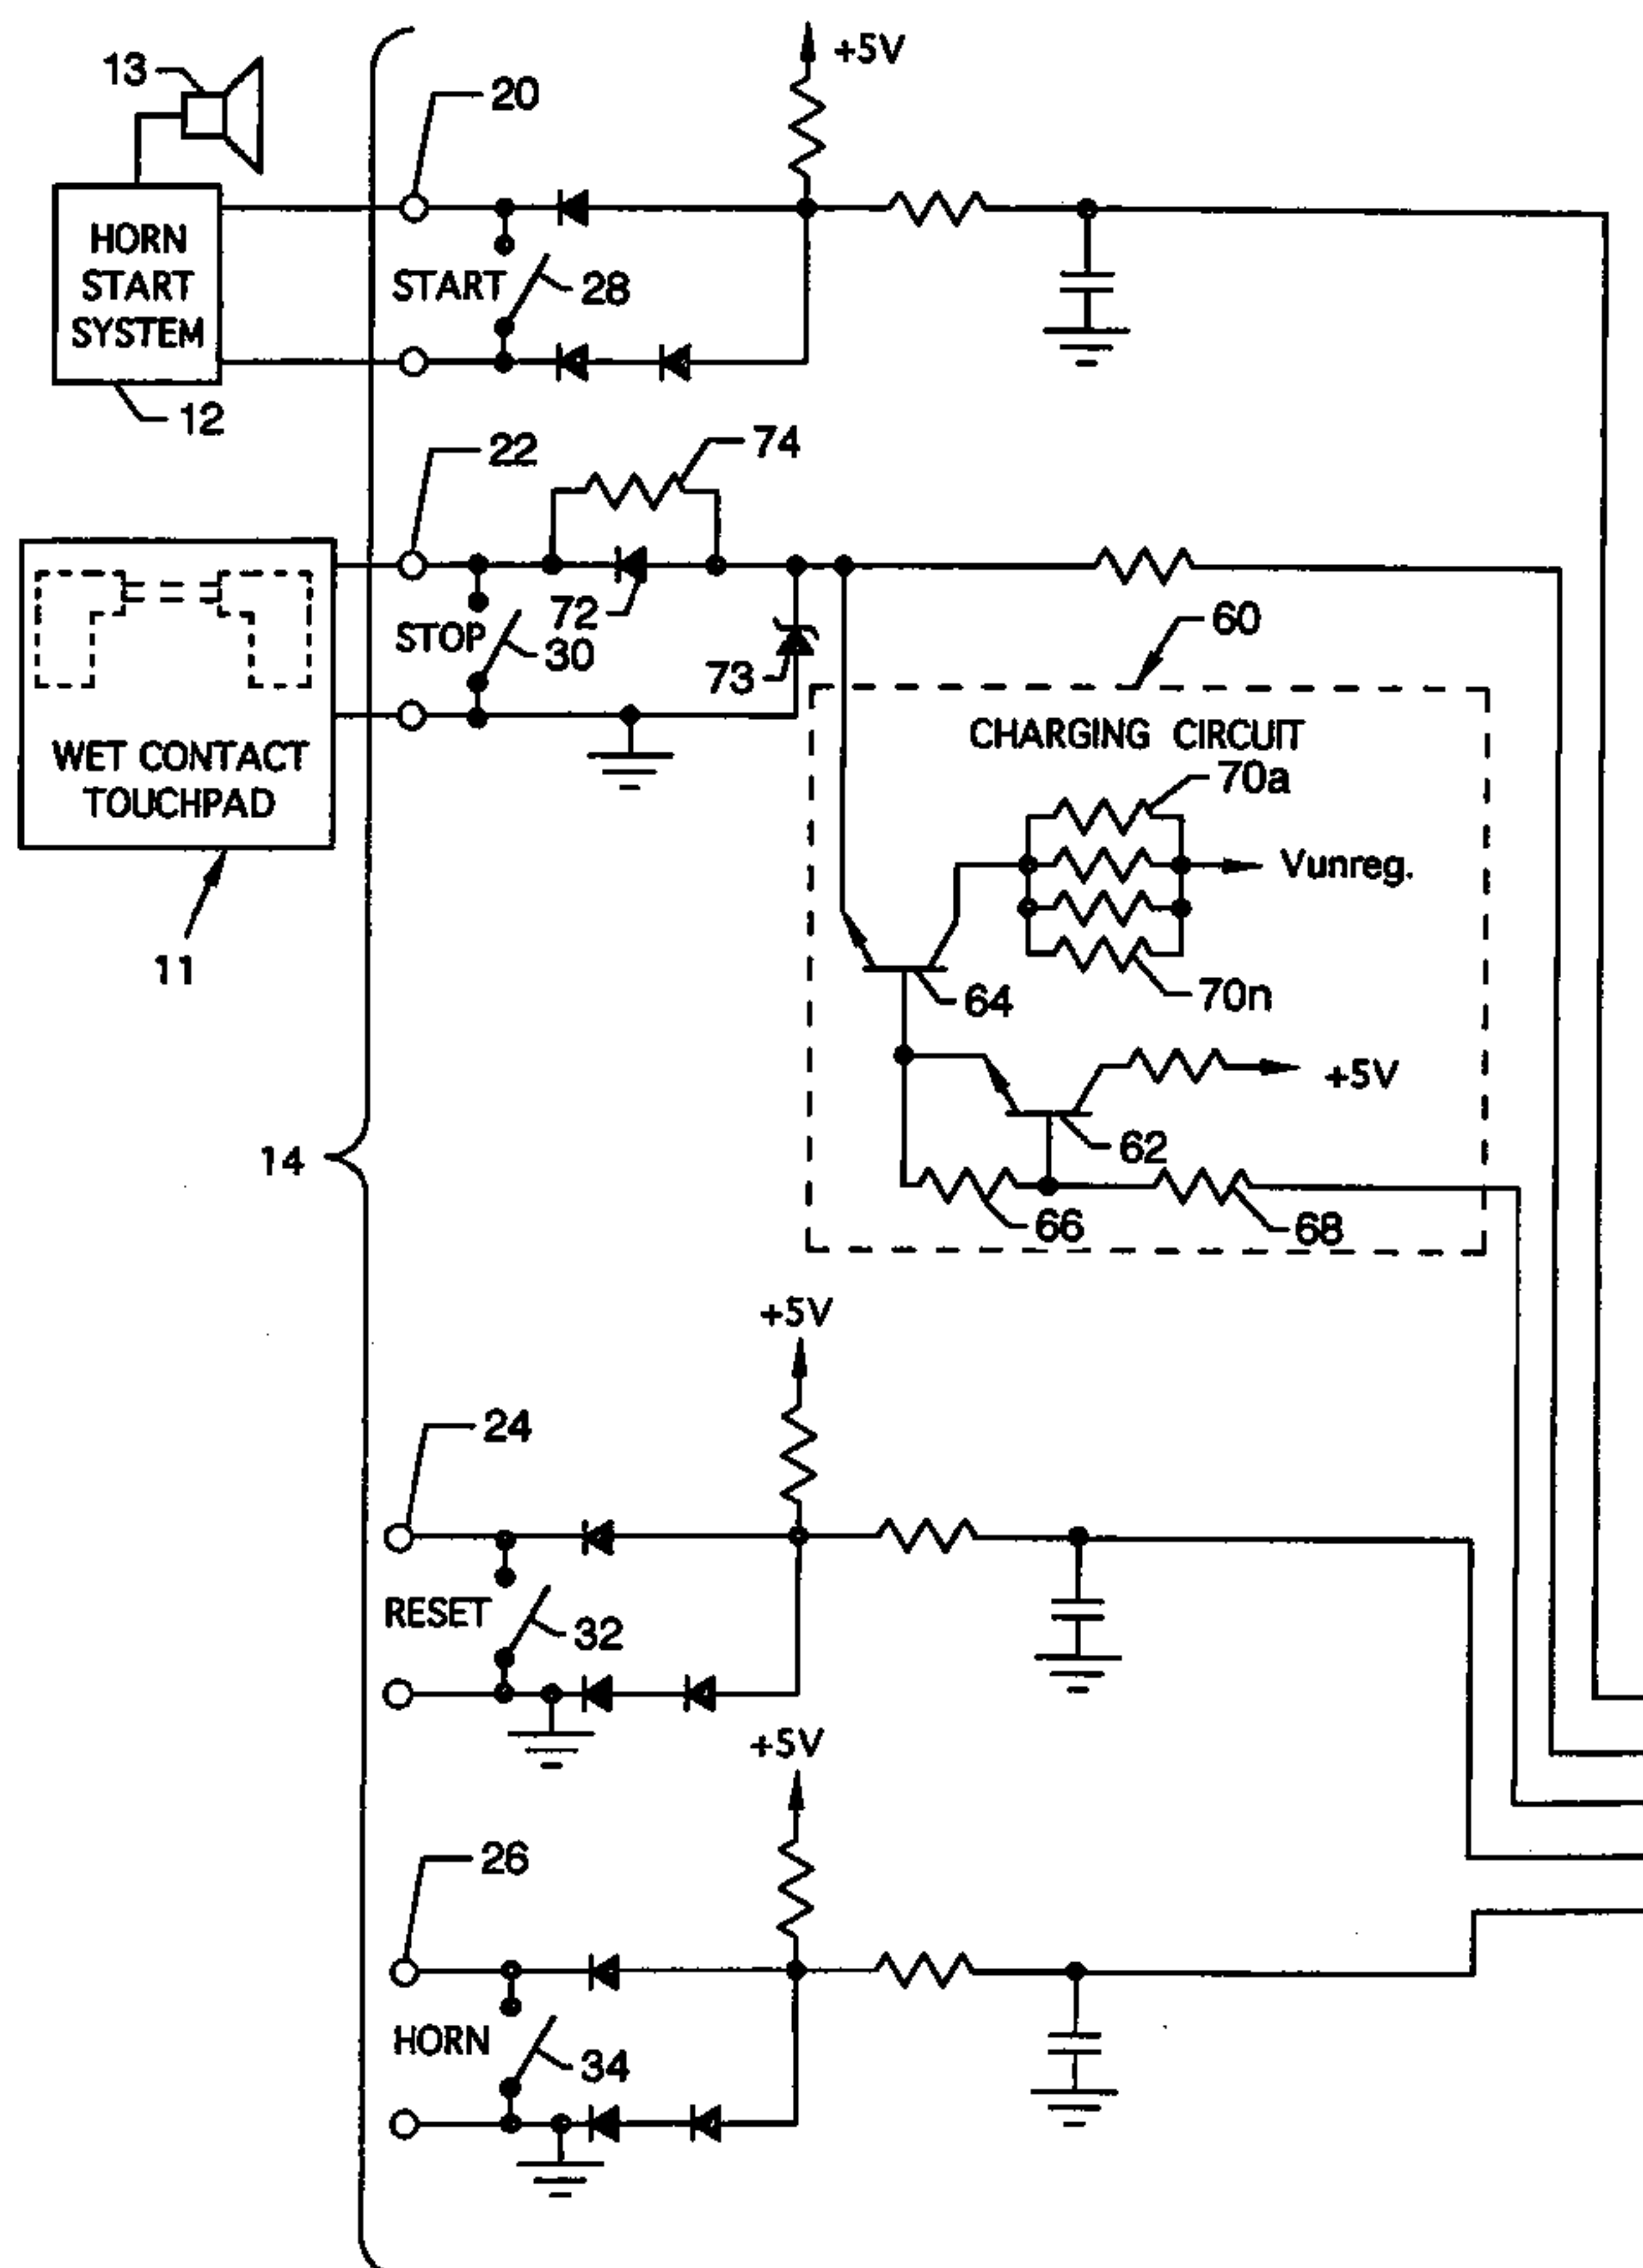 +5V
13
20
HORN
START
SYSTEM
START
28
12
22
74
72
STOP
30
73
60
WET CONTACT
TOUCHPAD
CHARGING CIRCUIT
70a
Vunreg.
11
64
70n
+5V
14
62
66
68
+5V
24
RESET
32
+5V
26
HORN
34